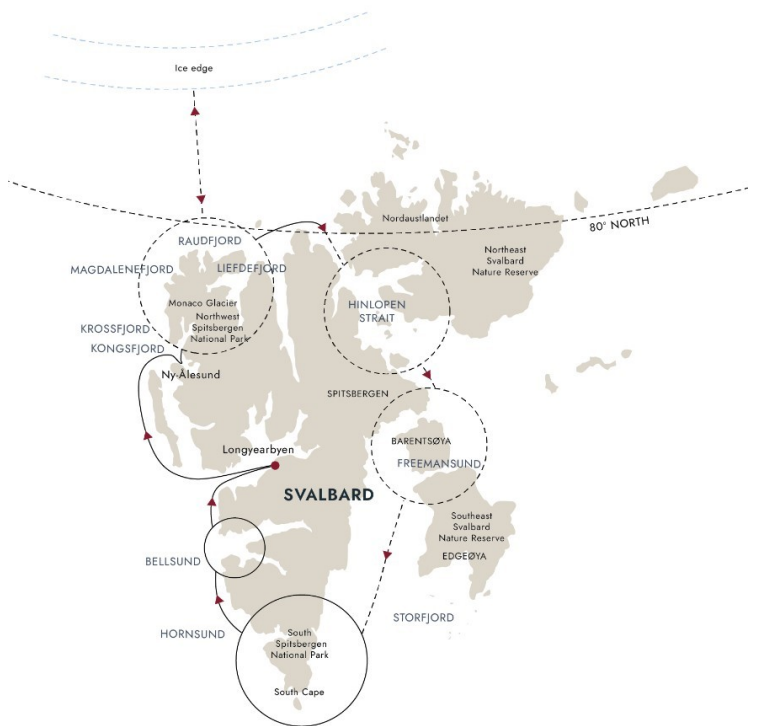 Ice edge
80° NORTH
Nordaustlandet
RAUDFJORD
Northeast
Svalbard
Nature Reserve
MAGDALENEFJORD
LIEFDEFJORD
Monaco Glacier
Northwest
Spitsbergen
National Park
HINLOPEN
STRAIT
KROSSFJORD
KONGSFJORD
Ny-Ålesund
SPITSBERGEN
BARENTSØYA
FREEMANSUND
Longyearbyen
SVALBARD
Southeast
Svalbard
Nature Reserve
EDGEØYA
BELLSUND
STORFJORD
HORNSUND
South
Spitsbergen
National Park
South Cape